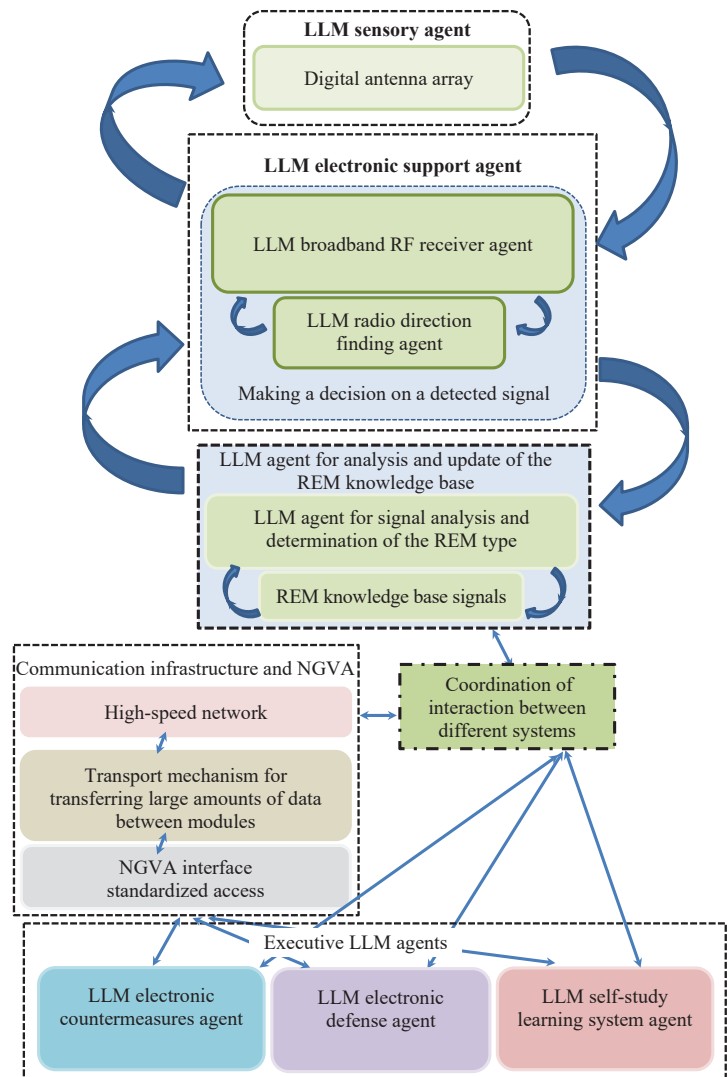 LLM sensory agent
Digital antenna array
LLM electronic support agent
LLM broadband RF receiver agent
LLM radio direction
finding agent
Making a decision on a detected signal
LLM agent for analysis and update of the
REM knowledge base
LLM agent for signal analysis and
determination of the REM type
REM knowledge base signals
Communication infrastructure and NGVA
High-speed network
Transport mechanism for
transferring large amounts of data
between modules
NGVA interface
standardized access
Coordination of
interaction between
different systems
Executive LLM agents
LLM electronic
countermeasures agent
LLM electronic
defense agent
LLM self-study
learning system agent